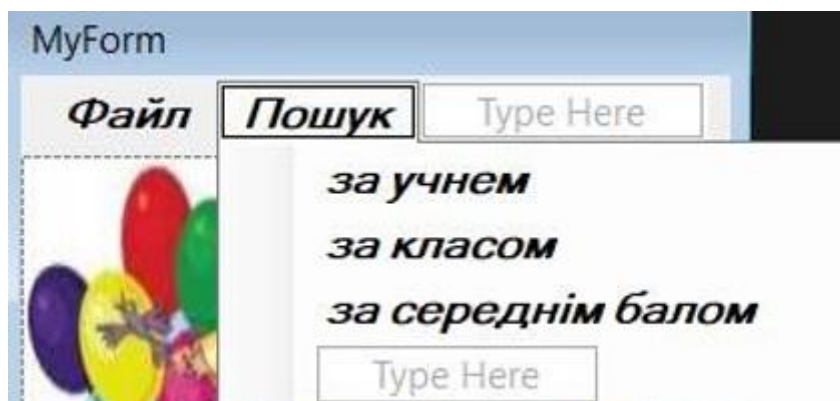 MyForm
Файл Пошук Type Here
за учнем
за класом
за середнім балом
Type Here